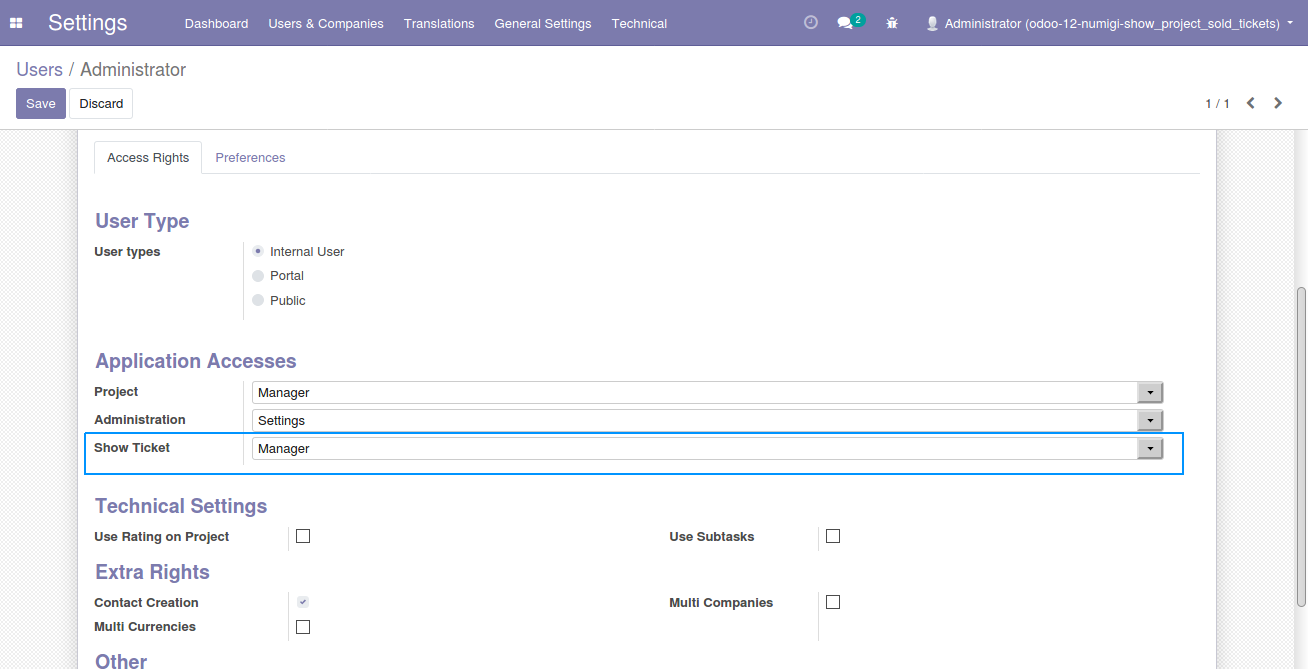 Settings Dashboard Users & Companies Translations General Settings Technical 2 Administrator (odoo-12-numigi-show_project_sold_tickets)
Users / Administrator
Save Discard 1 / 1
Access Rights Preferences
User Type
User types Internal User
Portal
Public
Application Accesses
Project Manager
Administration Settings
Show Ticket Manager
Technical Settings
Use Rating on Project Use Subtasks
Extra Rights
Contact Creation Multi Companies
Multi Currencies
Other